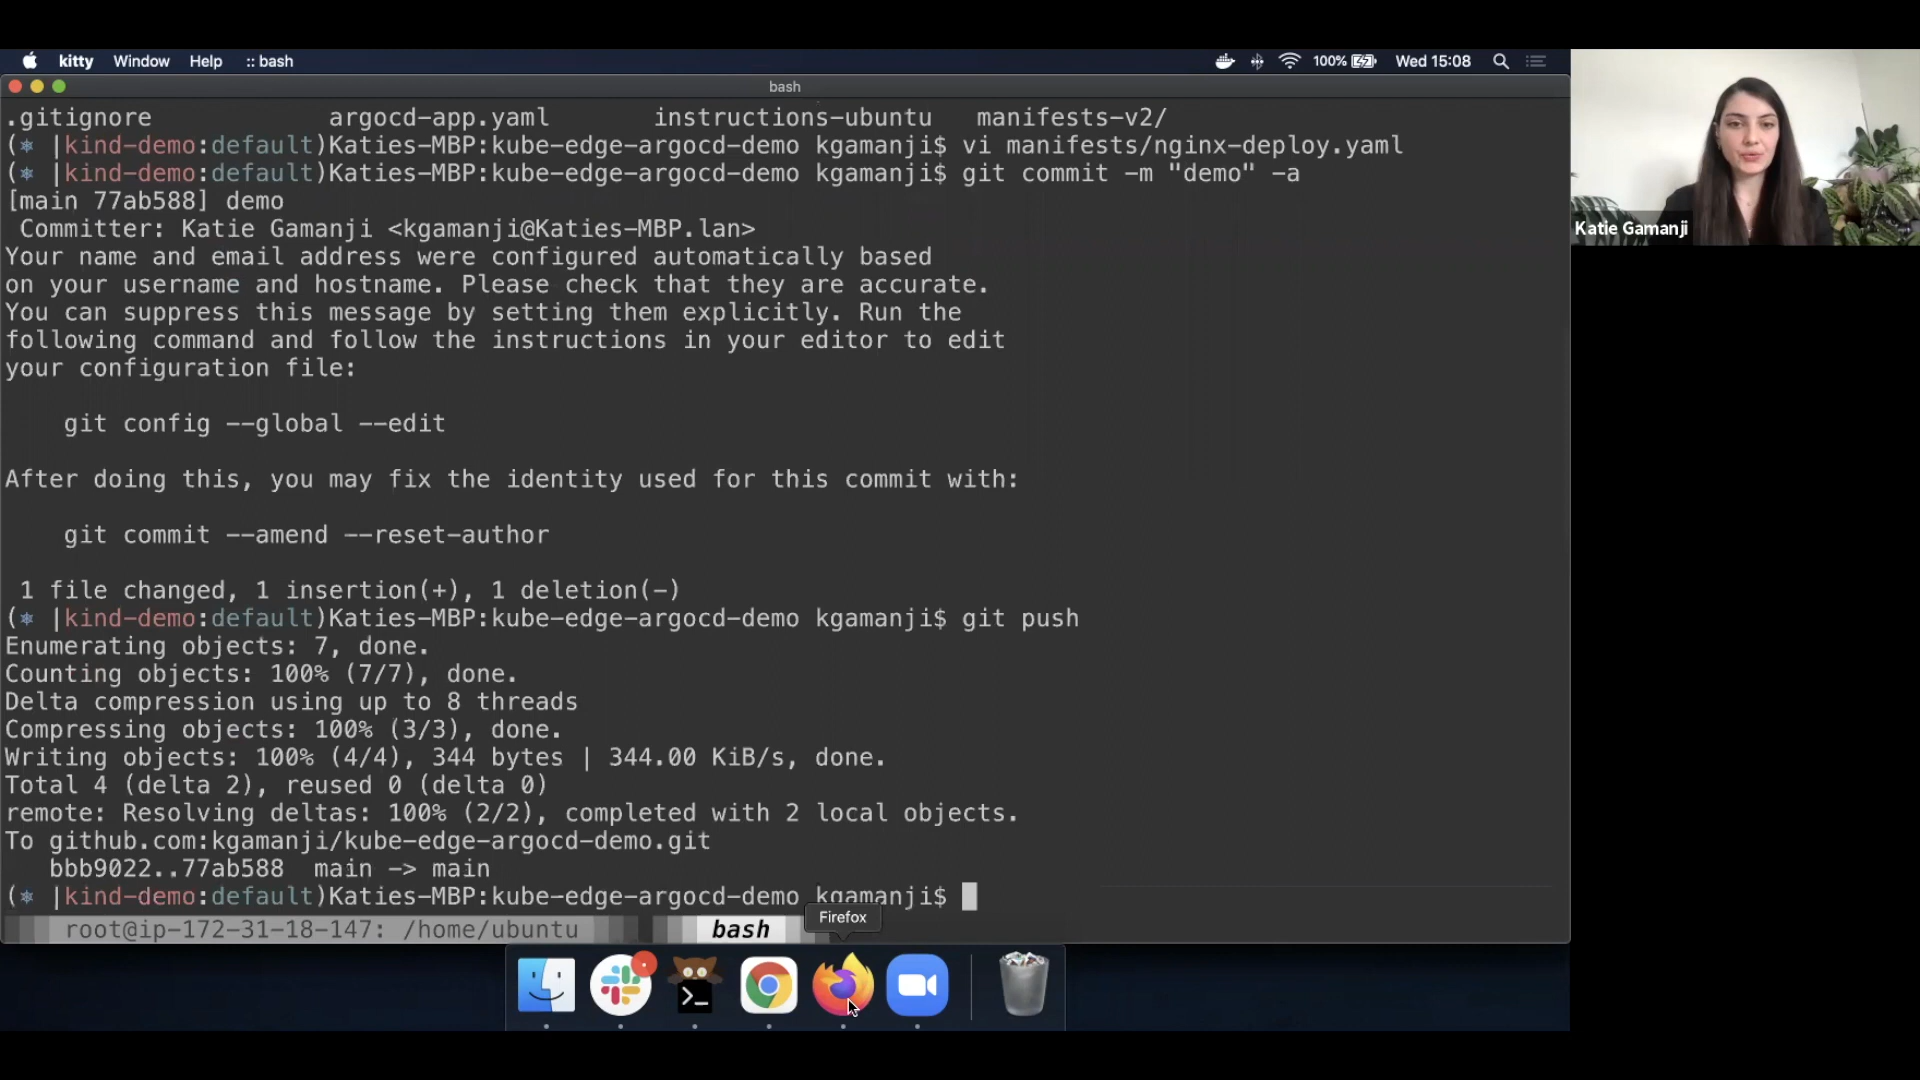 kitty Window Help :: bash 100% Wed 15:08
bash
.gitignore argocd-app.yaml instructions-ubuntu manifests-v2/
(⎈ |kind-demo:default)Katies-MBP:kube-edge-argocd-demo kgamanji$ vi manifests/nginx-deploy.yaml
(⎈ |kind-demo:default)Katies-MBP:kube-edge-argocd-demo kgamanji$ git commit -m "demo" -a
[main 77ab588] demo
Committer: Katie Gamanji <kgamanji@Katies-MBP.lan>
Your name and email address were configured automatically based
on your username and hostname. Please check that they are accurate.
You can suppress this message by setting them explicitly. Run the
following command and follow the instructions in your editor to edit
your configuration file:
git config --global --edit
After doing this, you may fix the identity used for this commit with:
git commit --amend --reset-author
1 file changed, 1 insertion(+), 1 deletion(-)
(⎈ |kind-demo:default)Katies-MBP:kube-edge-argocd-demo kgamanji$ git push
Enumerating objects: 7, done.
Counting objects: 100% (7/7), done.
Delta compression using up to 8 threads
Compressing objects: 100% (3/3), done.
Writing objects: 100% (4/4), 344 bytes | 344.00 KiB/s, done.
Total 4 (delta 2), reused 0 (delta 0)
remote: Resolving deltas: 100% (2/2), completed with 2 local objects.
To github.com:kgamanji/kube-edge-argocd-demo.git
bbb9022..77ab588 main -> main
(⎈ |kind-demo:default)Katies-MBP:kube-edge-argocd-demo kgamanji$
root@ip-172-31-18-147: /home/ubuntu bash
Firefox
Katie Gamanji